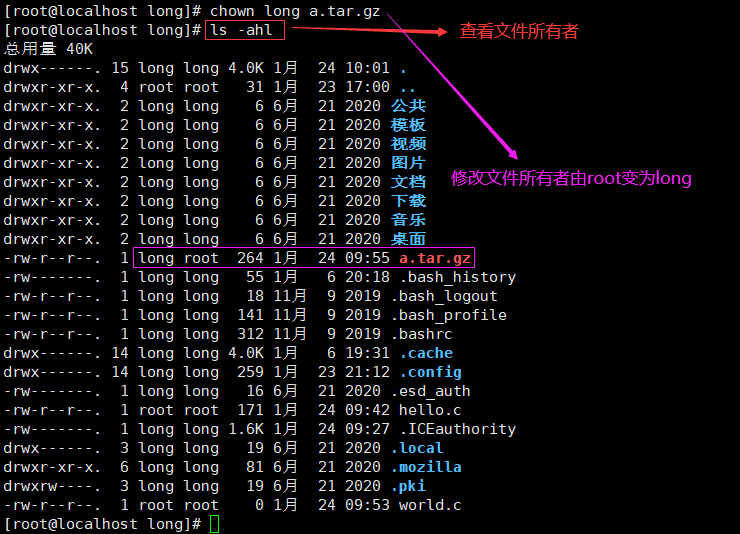 [root@localhost long]# chown long a.tar.gz
[root@localhost long]# ls -ahl 查看文件所有者
总用量 40K
drwx------. 15 long long 4.0K 1月 24 10:01 .
drwxr-xr-x. 4 root root 31 1月 23 17:00 ..
drwxr-xr-x. 2 long long 6 6月 21 2020 公共
drwxr-xr-x. 2 long long 6 6月 21 2020 模板
drwxr-xr-x. 2 long long 6 6月 21 2020 视频
drwxr-xr-x. 2 long long 6 6月 21 2020 图片
drwxr-xr-x. 2 long long 6 6月 21 2020 文档 修改文件所有者由root变为long
drwxr-xr-x. 2 long long 6 6月 21 2020 下载
drwxr-xr-x. 2 long long 6 6月 21 2020 音乐
drwxr-xr-x. 2 long long 6 6月 21 2020 桌面
-rw-r--r--. 1 long root 264 1月 24 09:55 a.tar.gz
-rw-------. 1 long long 55 1月 6 20:18 .bash_history
-rw-r--r--. 1 long long 18 11月 9 2019 .bash_logout
-rw-r--r--. 1 long long 141 11月 9 2019 .bash_profile
-rw-r--r--. 1 long long 312 11月 9 2019 .bashrc
drwx------. 14 long long 4.0K 1月 6 19:31 .cache
drwx------. 14 long long 259 1月 23 21:12 .config
-rw-------. 1 long long 16 6月 21 2020 .esd_auth
-rw-r--r--. 1 root root 171 1月 24 09:42 hello.c
-rw-------. 1 long long 1.6K 1月 24 09:27 .ICEauthority
drwx------. 3 long long 19 6月 21 2020 .local
drwxr-xr-x. 6 long long 81 6月 21 2020 .mozilla
drwxrw----. 3 long long 19 6月 21 2020 .pki
-rw-r--r--. 1 root root 0 1月 24 09:53 world.c
[root@localhost long]#